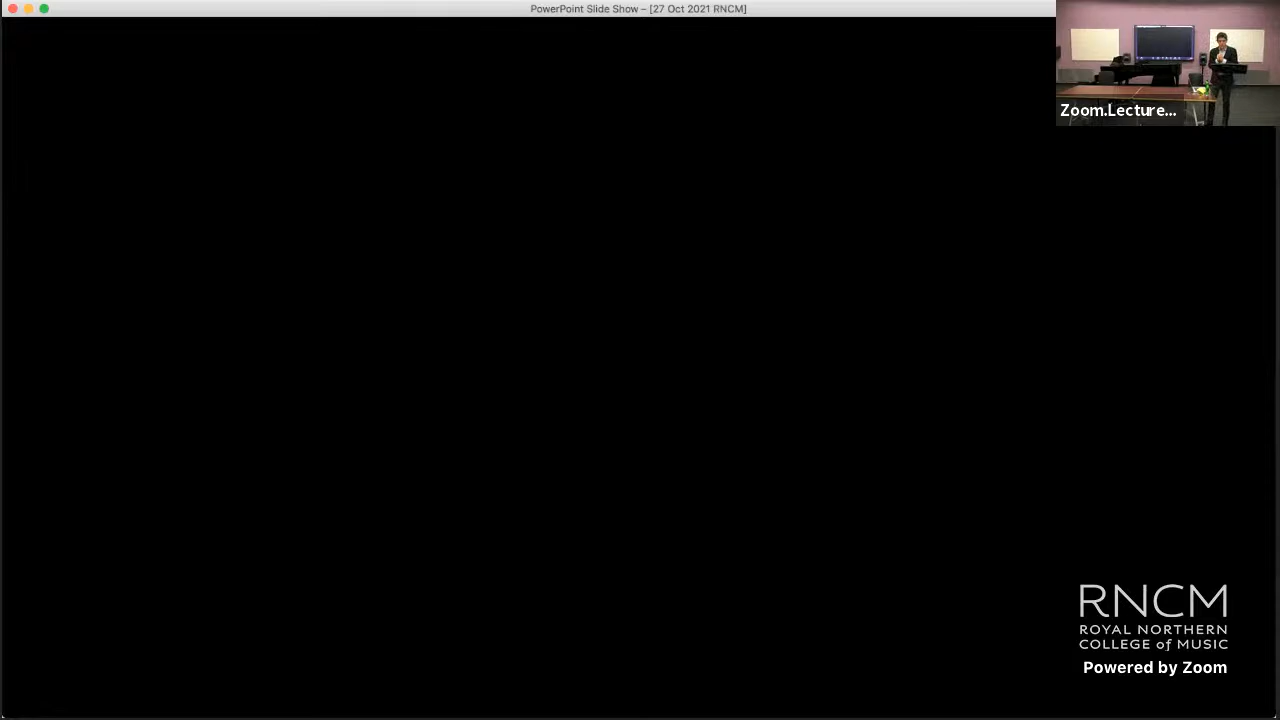 PowerPoint Slide Show – [27 Oct 2021 RNCM]
Zoom.Lecture...
RNCM
ROYAL NORTHERN
COLLEGE of MUSIC
Powered by Zoom